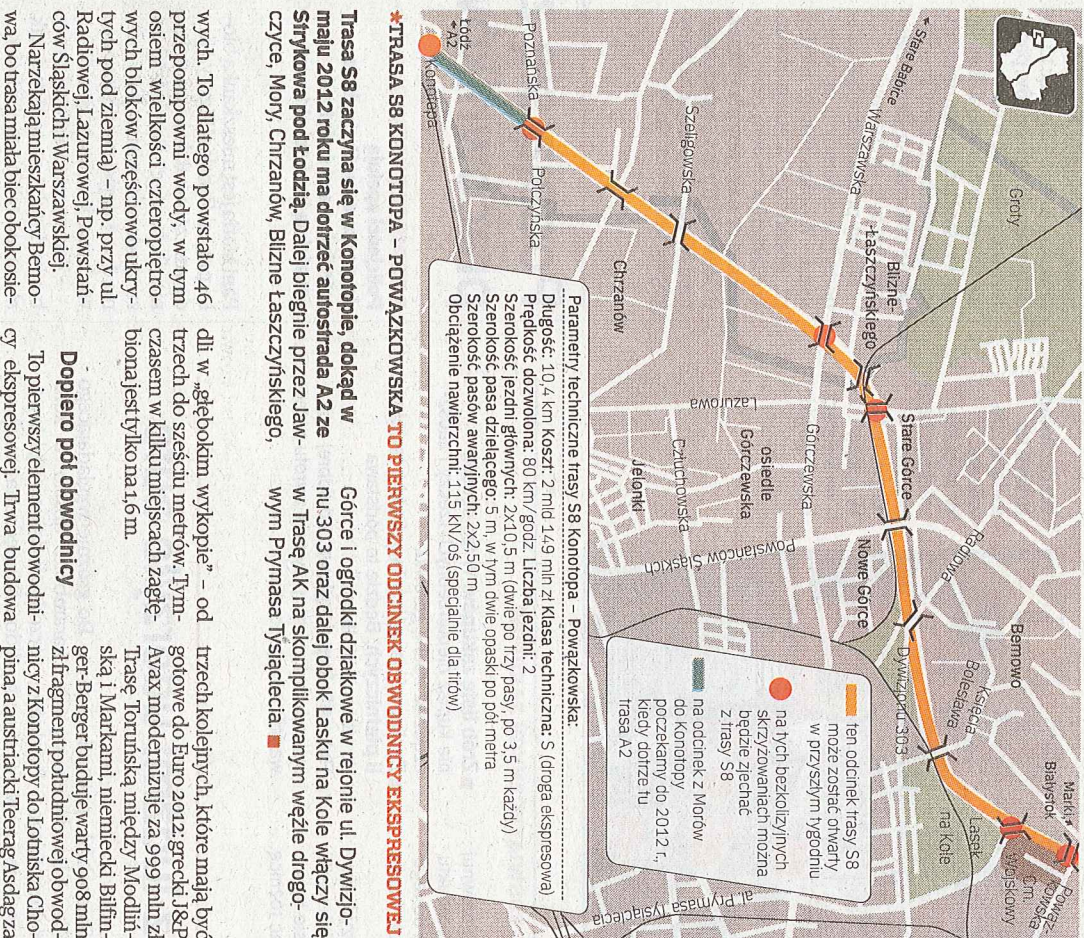 Stare Babice
Warszawska
Groty
Blizne-
-Łaszczyńskiego
Poznańska
Połczyńska
Szeligowska
Łódź
A2
Konotopa
Chrzanów
Lazurowa
Górczewska
osiedle
Górczewska
Człuchowska
Jelonki
Stare Górce
Powstańców Śląskich
Nowe Górce
Radiowa
Bemowo
Księcia
Bolesława
Dywizjonu 303
Marki,
Białystok
Lasek
na Kole
Cm.
Wojskowy
Powąz-
kowska
al. Prymasa Tysiąclecia
ten odcinek trasy S8
może zostać otwarty
w przyszłym tygodniu
na tych bezkolizyjnych
skrzyżowaniach można
będzie zjechać
z trasy S8
na odcinek z Morów
do Konotopy
poczekamy do 2012 r.,
kiedy dotrze tu
trasa A2
Parametry techniczne trasy S8 Konotopa – Powązkowska:
Długość: 10,4 km Koszt: 2 mld 149 mln zł Klasa techniczna: S (droga ekspresowa)
Prędkość dozwolona: 80 km/godz. Liczba jezdni: 2
Szerokość jezdni głównych: 2x10,5 m (dwie po trzy pasy, po 3,5 m każdy)
Szerokość pasa dzielącego: 5 m, w tym dwie opaski po pół metra
Szerokość pasów awaryjnych: 2x2,50 m
Obciążenie nawierzchni: 115 kN/oś (specjalnie dla tirów)
*TRASA S8 KONOTOPA – POWĄZKOWSKA TO PIERWSZY ODCINEK OBWODNICY EKSPRESOWEJ
Trasa S8 zaczyna się w Konotopie, dokąd w
maju 2012 roku ma dotrzeć autostrada A2 ze
Strykowa pod Łodzią. Dalej biegnie przez Jaw-
czyce, Mory, Chrzanów, Blizne Łaszczyńskiego,
Górce i ogródki działkowe w rejonie ul. Dywizjo-
nu 303 oraz dalej obok Lasku na Kole włączy się
w Trasę AK na skomplikowanym węźle drogo-
wym Prymasa Tysiąclecia.
wych. To dlatego powstało 46
przepompowni wody, w tym
osiem wielkości czteropiętro-
wych bloków (częściowo ukry-
tych pod ziemią) – np. przy ul.
Radiowej, Lazurowej, Powstań-
ców Śląskich i Warszawskiej.
Narzekają mieszkańcy Bemo-
wa, bo trasa miała biec obok osie-
dli w „głębokim wykopie” – od
trzech do sześciu metrów. Tym-
czasem w kilku miejscach zagłę-
biona jest tylko na 1,6 m.
Dopiero pół obwodnicy
To pierwszy element obwodni-
cy ekspresowej. Trwa budowa
trzech kolejnych, które mają być
gotowe do Euro 2012: grecki J&P
Avax modernizuje za 999 mln zł
Trasę Toruńską między Modliń-
ską i Markami, niemiecki Bilfin-
ger-Berger buduje warty 908 mln
zł fragment południowej obwod-
nicy z Konotopy do Lotniska Cho-
pina, a austriacki Teerag Asdag za